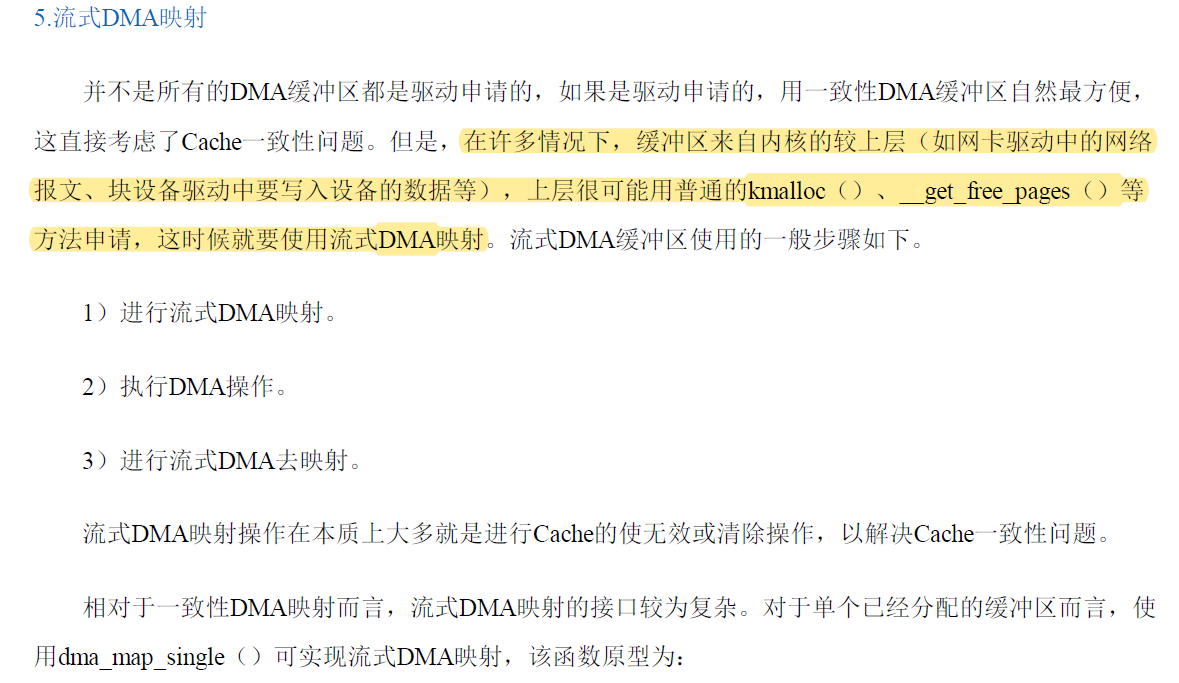 5.流式DMA映射
并不是所有的DMA缓冲区都是驱动申请的，如果是驱动申请的，用一致性DMA缓冲区自然最方便，
这直接考虑了Cache一致性问题。但是，在许多情况下，缓冲区来自内核的较上层（如网卡驱动中的网络
报文、块设备驱动中要写入设备的数据等），上层很可能用普通的kmalloc（）、__get_free_pages（）等
方法申请，这时候就要使用流式DMA映射。流式DMA缓冲区使用的一般步骤如下。
1）进行流式DMA映射。
2）执行DMA操作。
3）进行流式DMA去映射。
流式DMA映射操作在本质上大多就是进行Cache的使无效或清除操作，以解决Cache一致性问题。
相对于一致性DMA映射而言，流式DMA映射的接口较为复杂。对于单个已经分配的缓冲区而言，使
用dma_map_single（）可实现流式DMA映射，该函数原型为：